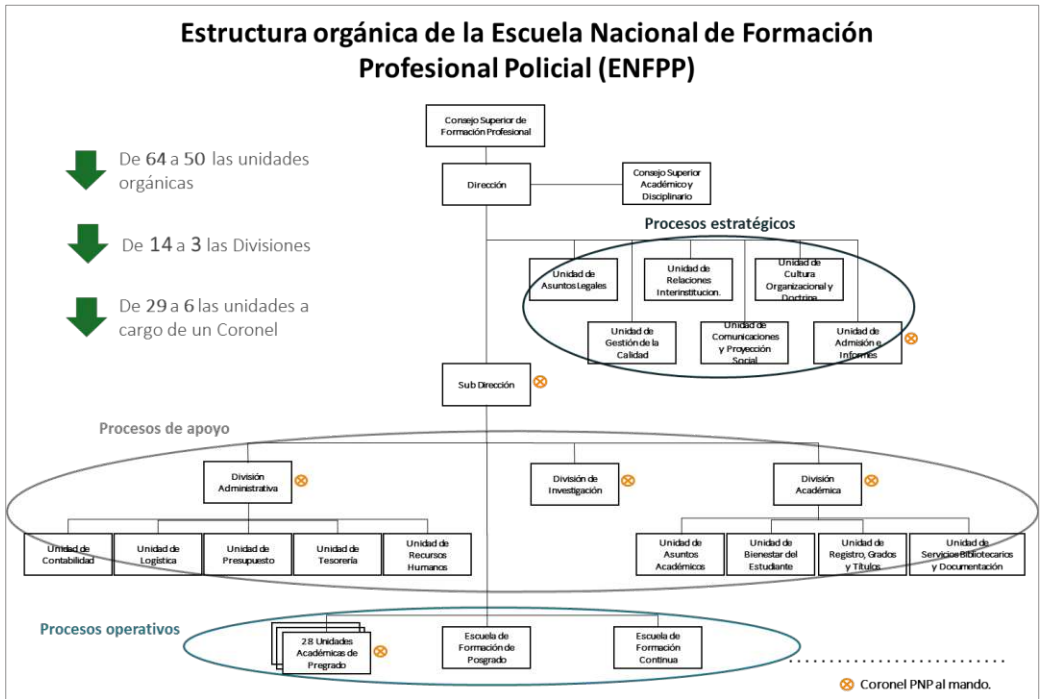 Estructura orgánica de la Escuela Nacional de Formación
Profesional Policial (ENFPP)
Consejo Superior de
Formación Profesional
De 64 a 50 las unidades
orgánicas
Dirección
Consejo Superior
Académico y
Disciplinario
De 14 a 3 las Divisiones
Procesos estratégicos
Unidad de
Asuntos Legales
Unidad de
Relaciones
Interinstitucion.
Unidad de
Cultura
Organizacional y
Doctrina
De 29 a 6 las unidades a
cargo de un Coronel
Unidad de
Gestión de la
Calidad
Unidad de
Comunicaciones
y Proyección
Social
Unidad de
Admisión e
Informes
Sub Dirección
Procesos de apoyo
División
Administrativa
División de
Investigación
División
Académica
Unidad de
Contabilidad
Unidad de
Logística
Unidad de
Presupuesto
Unidad de
Tesorería
Unidad de
Recursos
Humanos
Unidad de
Asuntos
Académicos
Unidad de
Bienestar del
Estudiante
Unidad de
Registro, Grados
y Títulos
Unidad de
Servicios Bibliotecarios
y Documentación
Procesos operativos
28 Unidades
Académicas de
Pregrado
Escuela de
Formación de
Posgrado
Escuela de
Formación
Continua
Coronel PNP al mando.